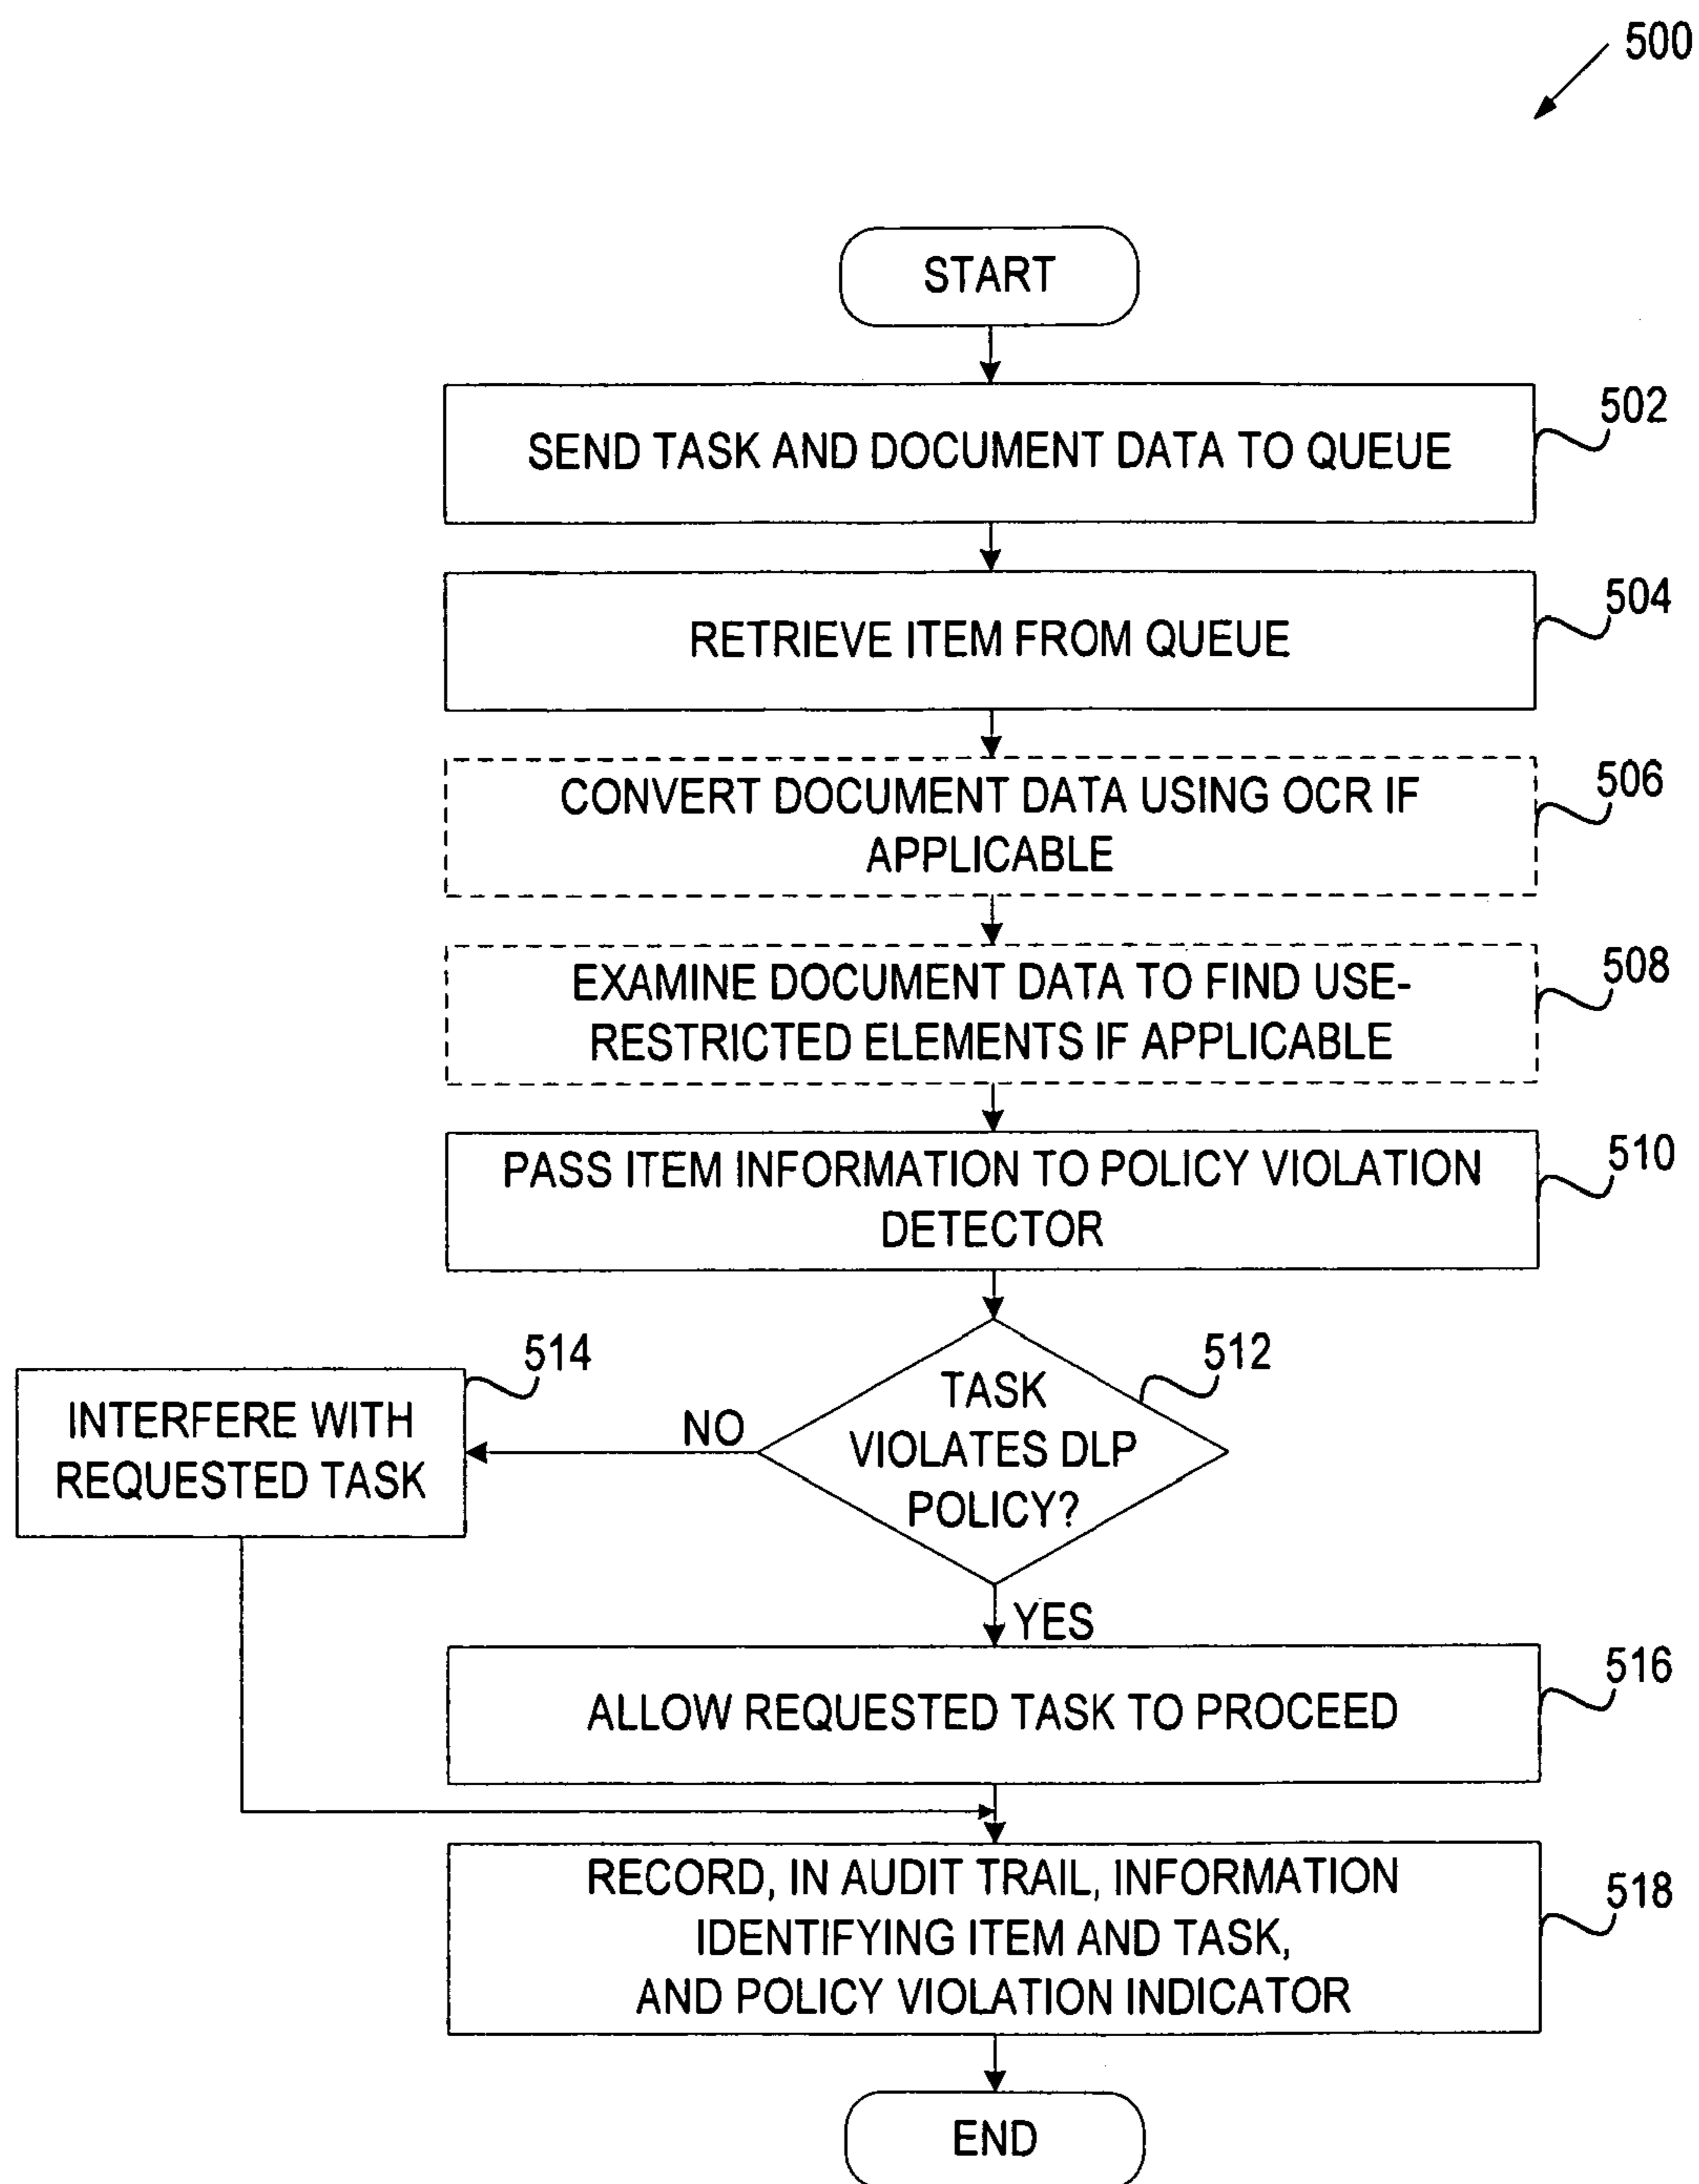 500
START
SEND TASK AND DOCUMENT DATA TO QUEUE
502
RETRIEVE ITEM FROM QUEUE
504
CONVERT DOCUMENT DATA USING OCR IF
APPLICABLE
506
EXAMINE DOCUMENT DATA TO FIND USE-
RESTRICTED ELEMENTS IF APPLICABLE
508
PASS ITEM INFORMATION TO POLICY VIOLATION
DETECTOR
510
TASK
VIOLATES DLP
POLICY?
512
NO
INTERFERE WITH
REQUESTED TASK
514
YES
ALLOW REQUESTED TASK TO PROCEED
516
RECORD, IN AUDIT TRAIL, INFORMATION
IDENTIFYING ITEM AND TASK,
AND POLICY VIOLATION INDICATOR
518
END